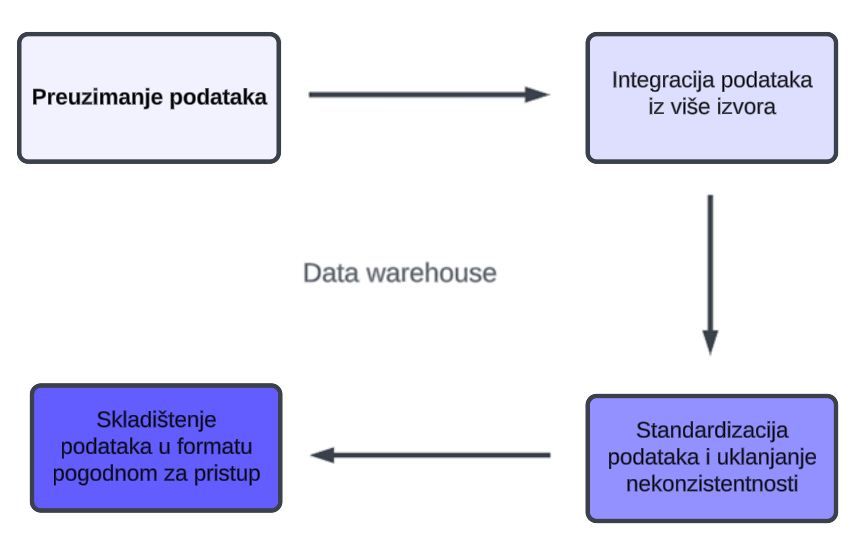 Preuzimanje podataka
Integracija podataka
iz više izvora
Data warehouse
Skladištenje
podataka u formatu
pogodnom za pristup
Standardizacija
podataka i uklanjanje
nekonzistentnosti